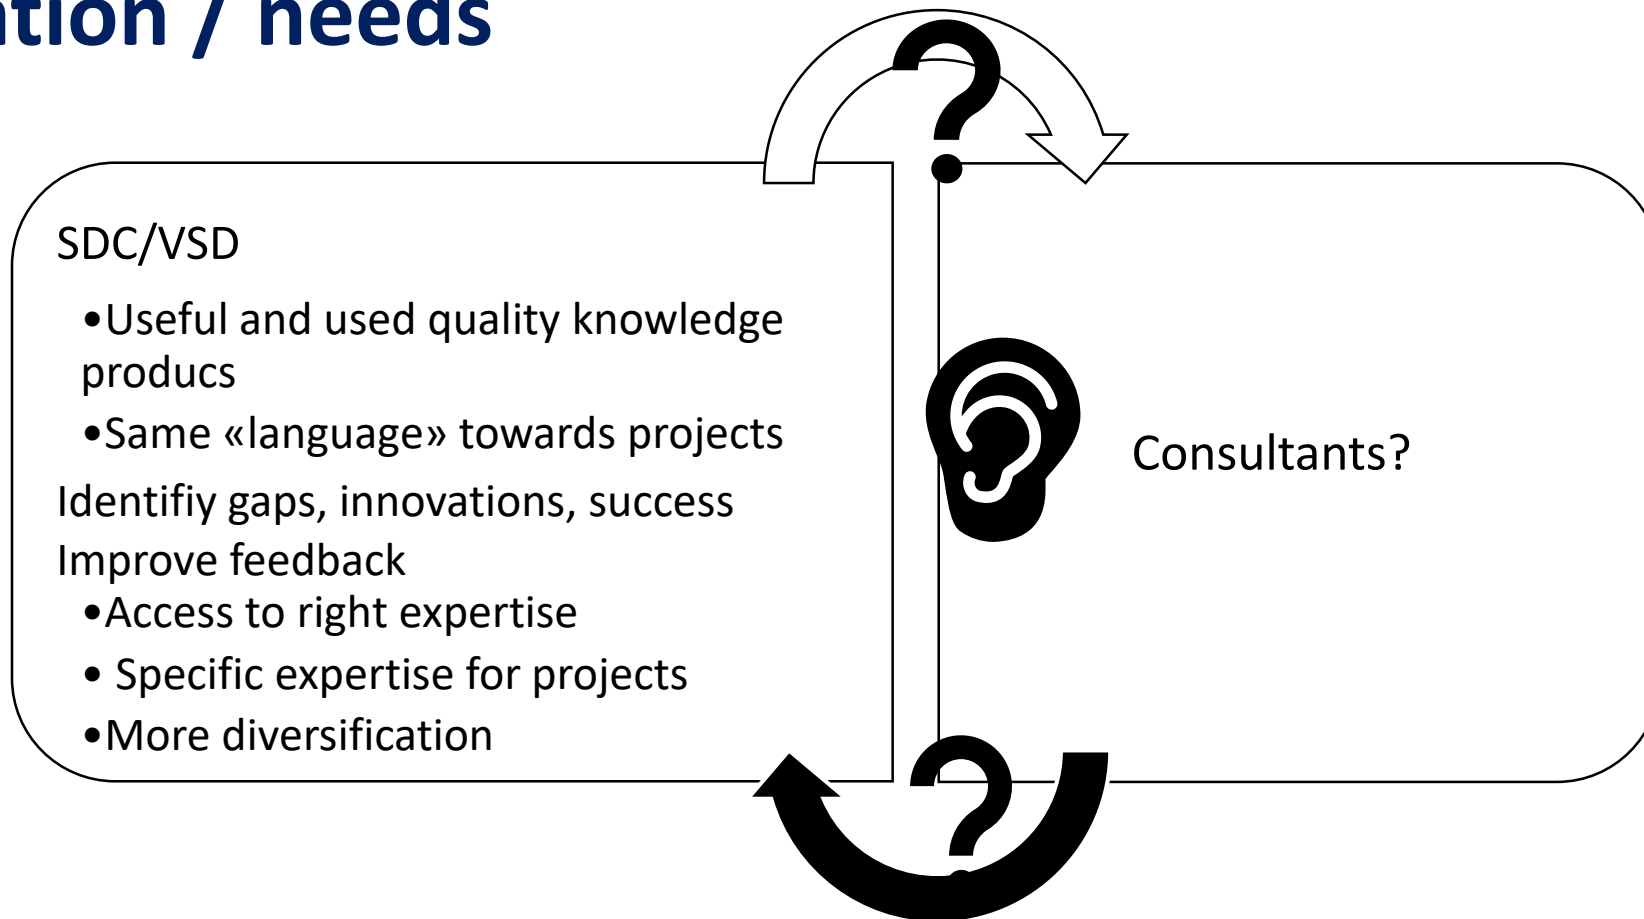 ation / needs
?
SDC/VSD
•Useful and used quality knowledge
producs
•Same «language» towards projects
Identifiy gaps, innovations, success
Improve feedback
•Access to right expertise
• Specific expertise for projects
•More diversification
Consultants?
?